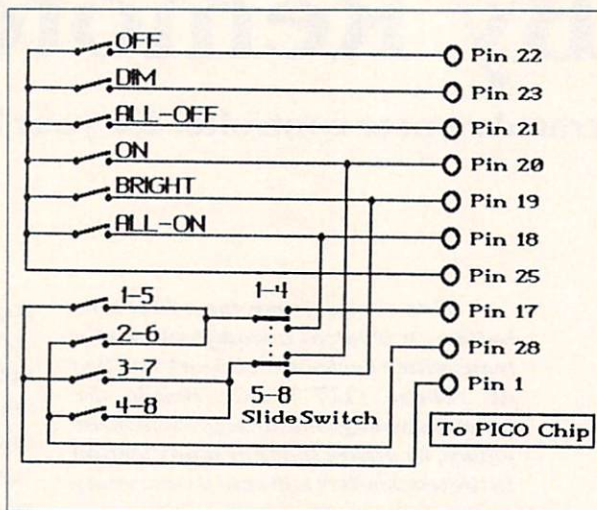 OFF
Pin 22
DIM
Pin 23
ALL-OFF
Pin 21
ON
Pin 20
BRIGHT
Pin 19
ALL-ON
Pin 18
Pin 25
1-5
1-4
Pin 17
2-6
Pin 28
3-7
Pin 1
4-8
5-8
SlideSwitch
To PICO Chip